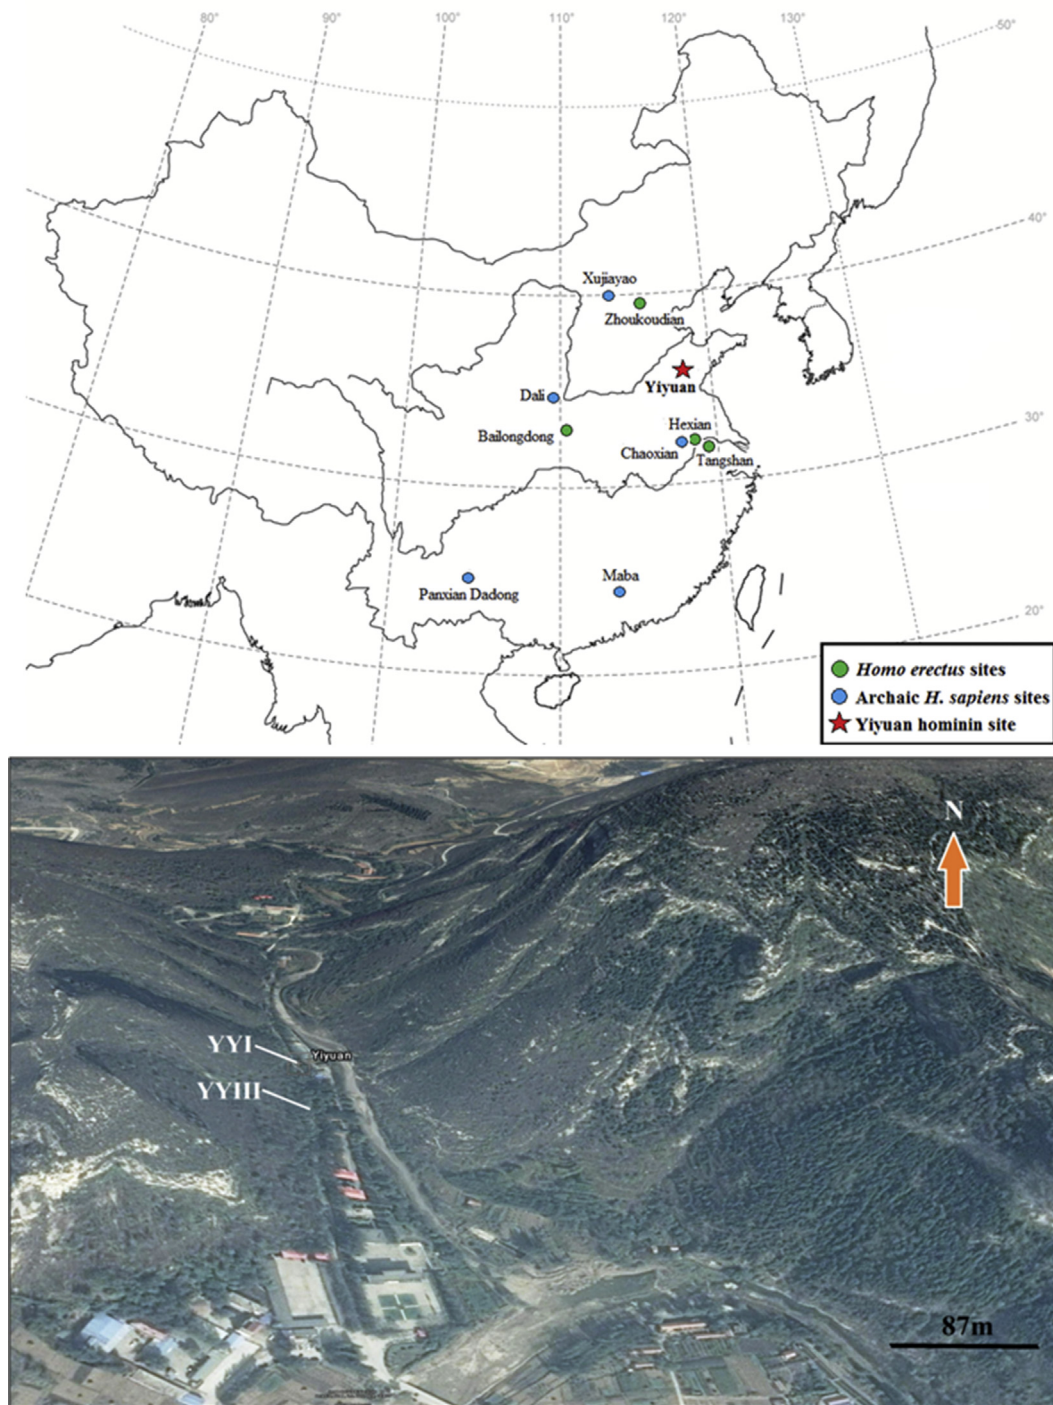 80°
90°
100°
110°
120°
130°
50°
40°
30°
20°
Xujiayao
Zhoukoudian
Yiyuan
Dali
Bailongdong
Hexian
Chaoxian
Tangshan
Panxian Dadong
Maba
Homo erectus sites
Archaic H. sapiens sites
Yiyuan hominin site
N
YYI
Yiyuan
YYIII
87m